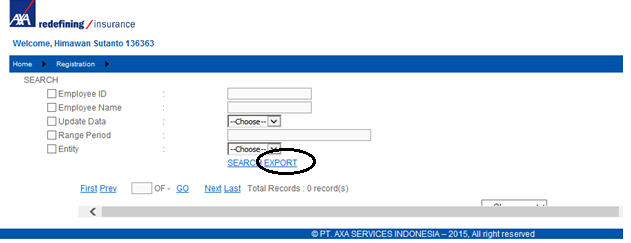 AXA redefining / insurance
Welcome, Himawan Sutanto 136363
Home Registration
SEARCH
Employee ID :
Employee Name :
Update Data : --Choose--
Range Period :
Entity : --Choose--
SEARCH EXPORT
First Prev OF - GO Next Last Total Records : 0 record(s)
© PT. AXA SERVICES INDONESIA – 2015, All right reserved